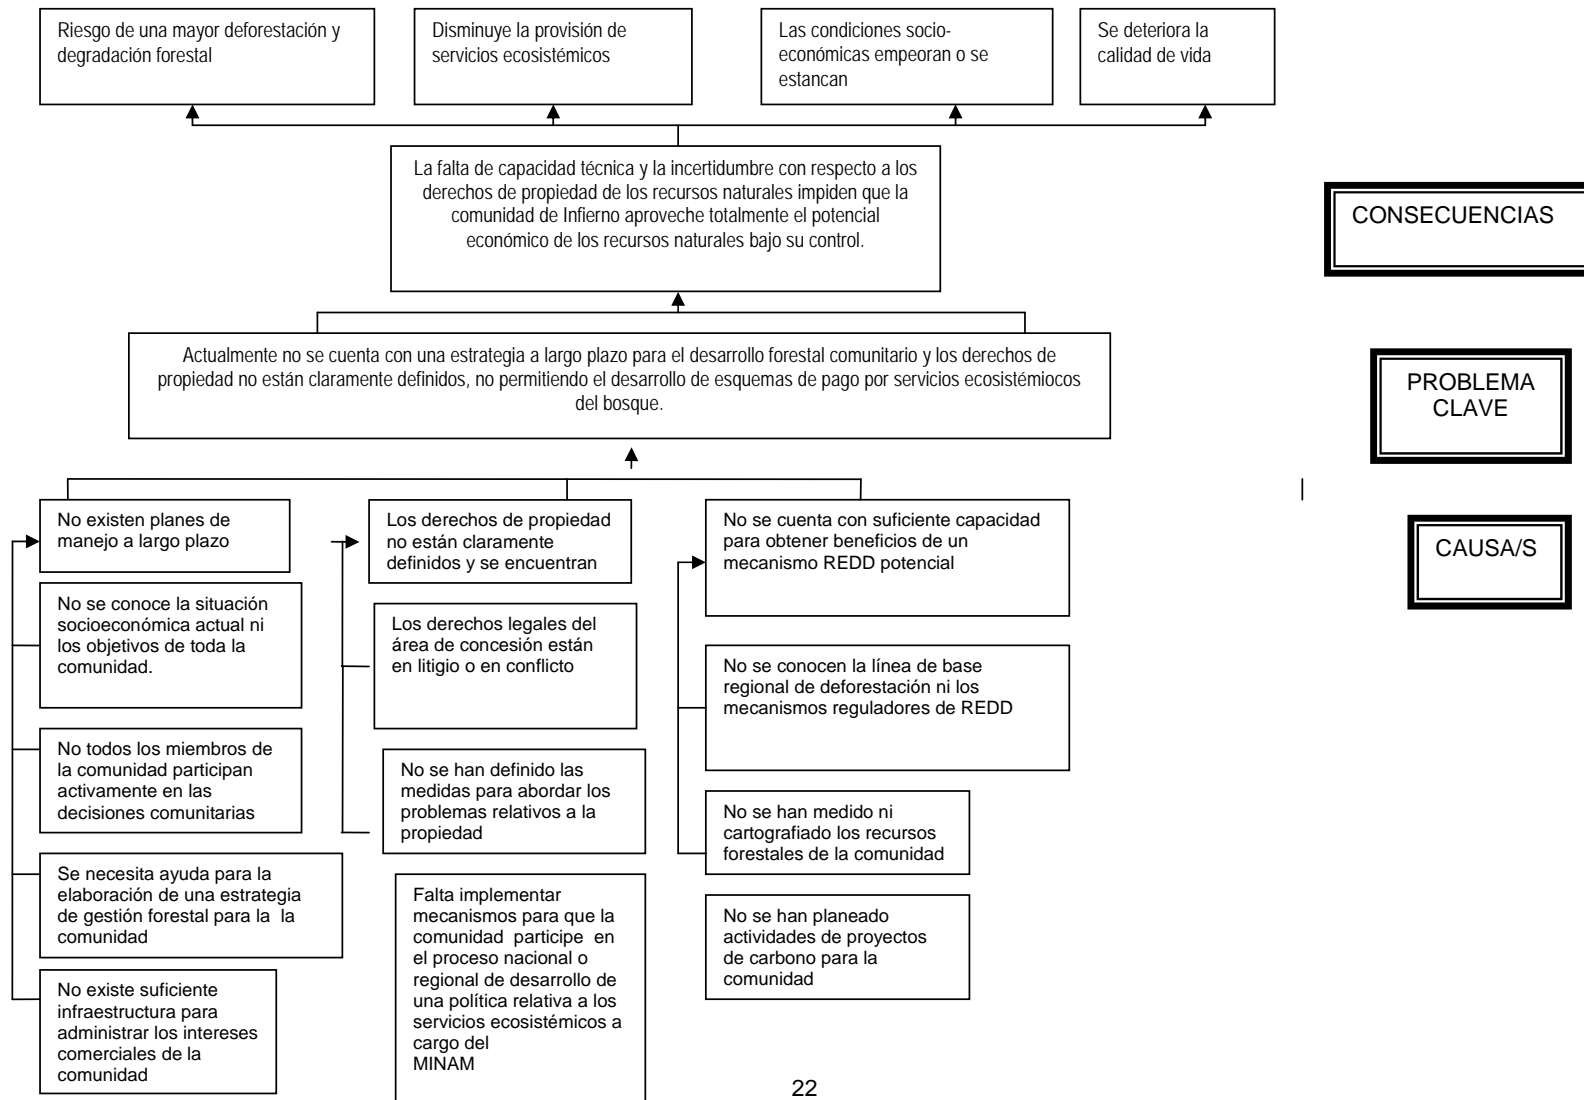 Riesgo de una mayor deforestación y
degradación forestal
Disminuye la provisión de
servicios ecosistémicos
Las condiciones socio-
económicas empeoran o se
estancan
Se deteriora la
calidad de vida
La falta de capacidad técnica y la incertidumbre con respecto a los
derechos de propiedad de los recursos naturales impiden que la
comunidad de Infierno aproveche totalmente el potencial
económico de los recursos naturales bajo su control.
CONSECUENCIAS
Actualmente no se cuenta con una estrategia a largo plazo para el desarrollo forestal comunitario y los derechos de
propiedad no están claramente definidos, no permitiendo el desarrollo de esquemas de pago por servicios ecosistémiocos
del bosque.
PROBLEMA
CLAVE
No existen planes de
manejo a largo plazo
No se conoce la situación
socioeconómica actual ni
los objetivos de toda la
comunidad.
No todos los miembros de
la comunidad participan
activamente en las
decisiones comunitarias
Se necesita ayuda para la
elaboración de una estrategia
de gestión forestal para la  la
comunidad
No existe suficiente
infraestructura para
administrar los intereses
comerciales de la
comunidad
Los derechos de propiedad
no están claramente
definidos y se encuentran
Los derechos legales del
área de concesión están
en litigio o en conflicto
No se han definido las
medidas para abordar los
problemas relativos a la
propiedad
Falta implementar
mecanismos para que la
comunidad  participe  en
el proceso nacional o
regional de desarrollo de
una política relativa a los
servicios ecosistémicos a
cargo del
MINAM
No se cuenta con suficiente capacidad
para obtener beneficios de un
mecanismo REDD potencial
No se conocen la línea de base
regional de deforestación ni los
mecanismos reguladores de REDD
No se han medido ni
cartografiado los recursos
forestales de la comunidad
No se han planeado
actividades de proyectos
de carbono para la
comunidad
CAUSA/S
22